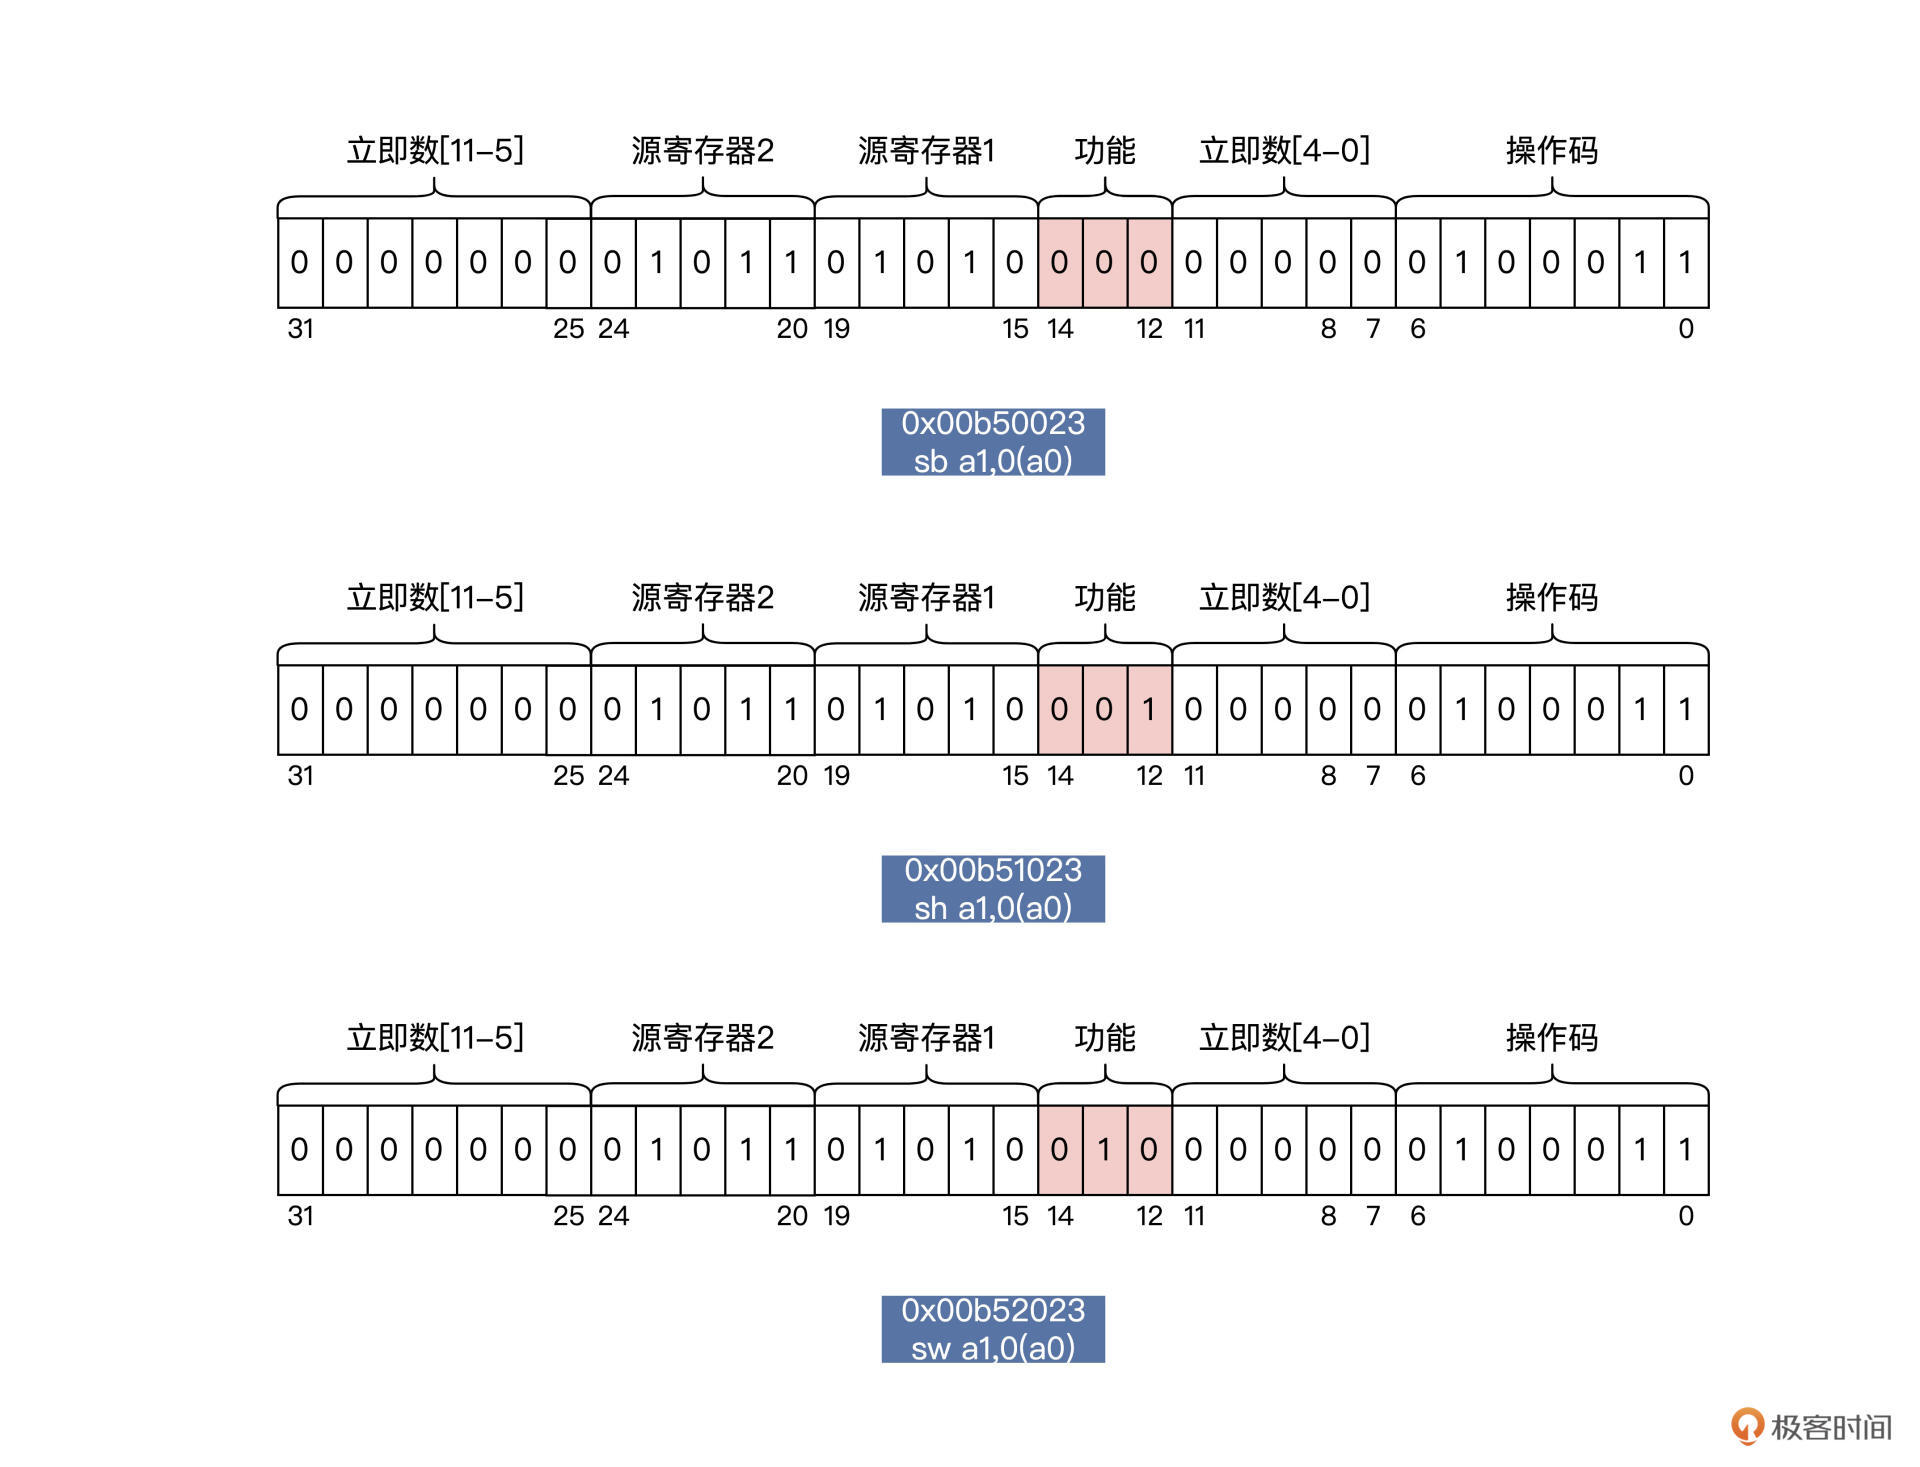 立即数[11-5] 源寄存器2 源寄存器1 功能 立即数[4-0] 操作码
0 0 0 0 0 0 0 0 1 0 1 1 0 1 0 1 0 0 0 0 0 0 0 0 0 0 1 0 0 0 1 1
31 25 24 20 19 15 14 12 11 8 7 6 0
0x00b50023
sb a1,0(a0)
立即数[11-5] 源寄存器2 源寄存器1 功能 立即数[4-0] 操作码
0 0 0 0 0 0 0 0 1 0 1 1 0 1 0 1 0 0 0 1 0 0 0 0 0 0 1 0 0 0 1 1
31 25 24 20 19 15 14 12 11 8 7 6 0
0x00b51023
sh a1,0(a0)
立即数[11-5] 源寄存器2 源寄存器1 功能 立即数[4-0] 操作码
0 0 0 0 0 0 0 0 1 0 1 1 0 1 0 1 0 0 1 0 0 0 0 0 0 0 1 0 0 0 1 1
31 25 24 20 19 15 14 12 11 8 7 6 0
0x00b52023
sw a1,0(a0)
极客时间